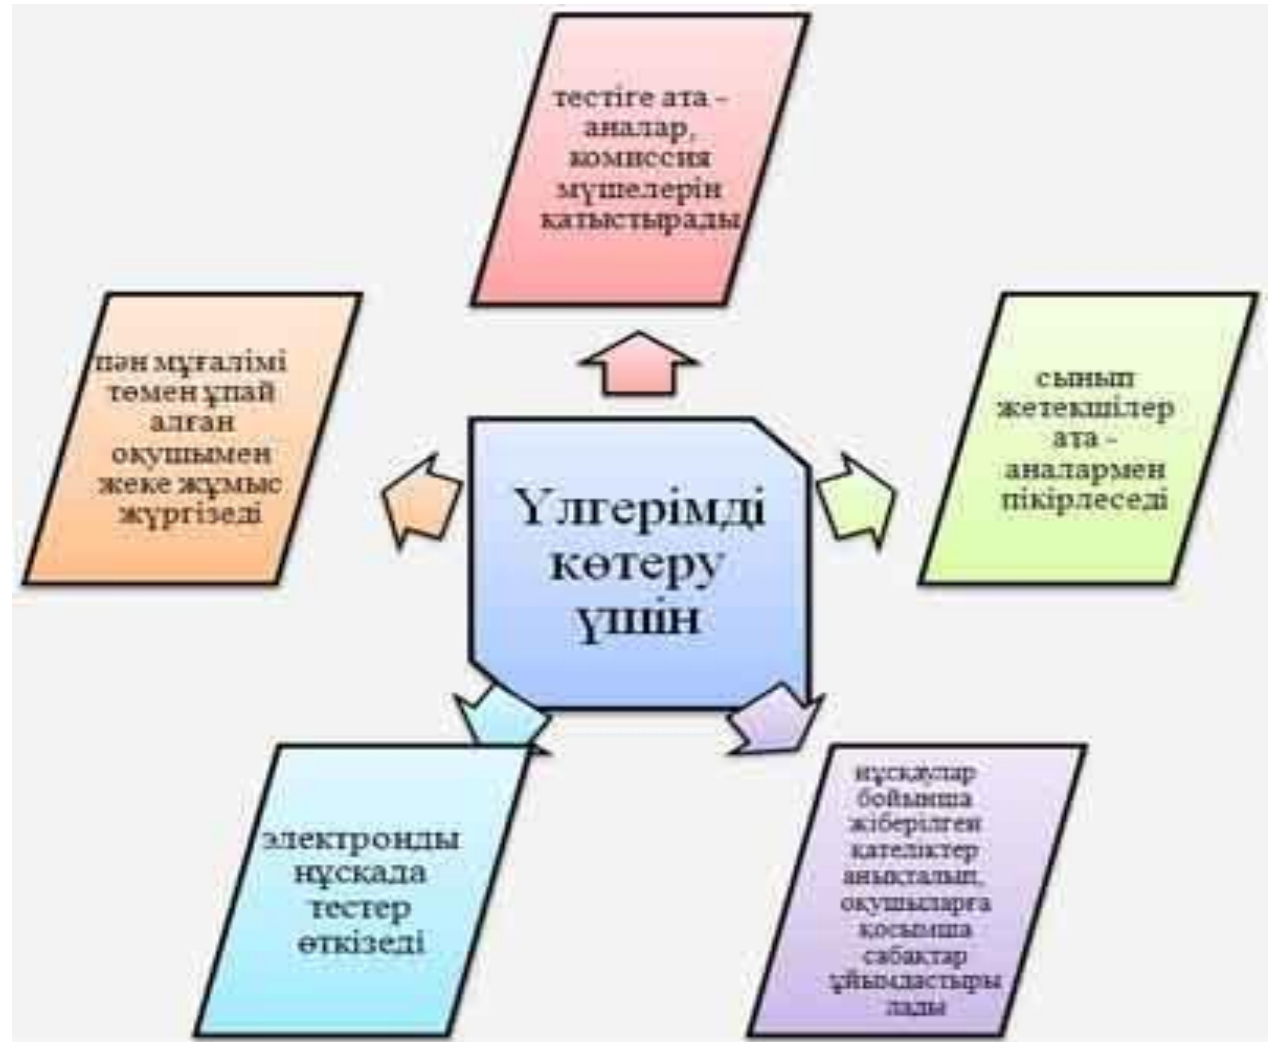 тестіге ата –
аналар,
комиссия
мүшелерін
қатыстырады
пән мұғалімі
төмен ұпай
алған
оқушымен
жеке жұмыс
жүргізеді
Үлгерімді
көтеру
үшін
сынып
жетекшілер
ата –
аналармен
пікірлеседі
электронды
нұсқада
тестер
өткізеді
нұсқаулар
бойынша
жіберілген
қателіктер
анықталып,
оқушыларға
қосымша
сабақтар
ұйымдастыры
лады